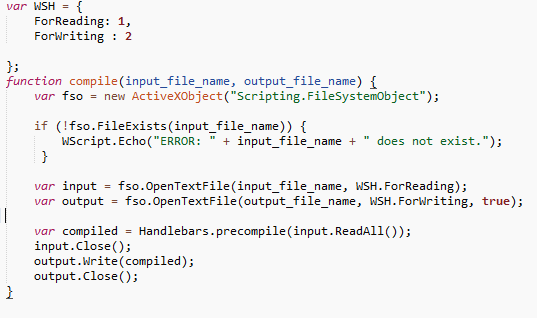 var WSH = {
    ForReading: 1,
    ForWriting : 2

};
function compile(input_file_name, output_file_name) {
    var fso = new ActiveXObject("Scripting.FileSystemObject");

    if (!fso.FileExists(input_file_name)) {
        WScript.Echo("ERROR: " + input_file_name + " does not exist.");
     }

    var input = fso.OpenTextFile(input_file_name, WSH.ForReading);
    var output = fso.OpenTextFile(output_file_name, WSH.ForWriting, true);

    var compiled = Handlebars.precompile(input.ReadAll());
    input.Close();
    output.Write(compiled);
    output.Close();
}